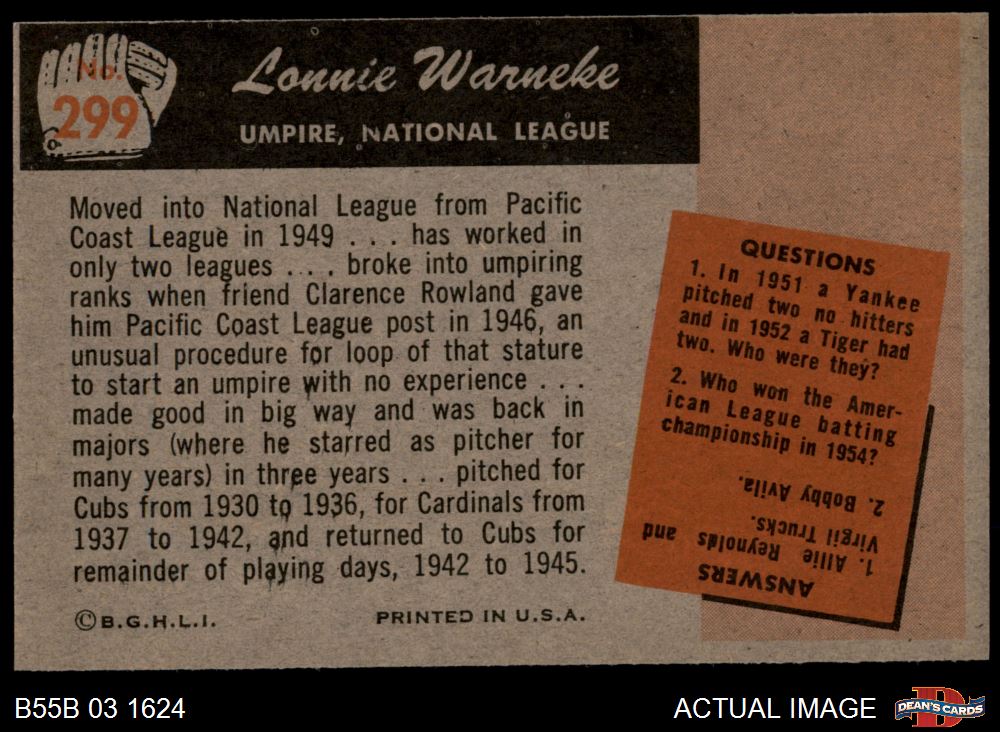 No.
299
Lonnie Warneke
UMPIRE, NATIONAL LEAGUE
Moved into National League from Pacific
Coast League in 1949 . . . has worked in
only two leagues . . . broke into umpiring
ranks when friend Clarence Rowland gave
him Pacific Coast League post in 1946, an
unusual procedure for loop of that stature
to start an umpire with no experience . . .
made good in big way and was back in
majors (where he starred as pitcher for
many years) in three years . . . pitched for
Cubs from 1930 to 1936, for Cardinals from
1937 to 1942, and returned to Cubs for
remainder of playing days, 1942 to 1945.
©B.G.H.L.I.
PRINTED IN U.S.A.
QUESTIONS
1. In 1951 a Yankee
pitched two no hitters
and in 1952 a Tiger had
two. Who were they?
2. Who won the Amer-
ican League batting
championship in 1954?
ANSWERS
1. Allie Reynolds and
Virgil Trucks.
2. Bobby Avila.
B55B 03 1624
ACTUAL IMAGE
D
DEAN'S CARDS